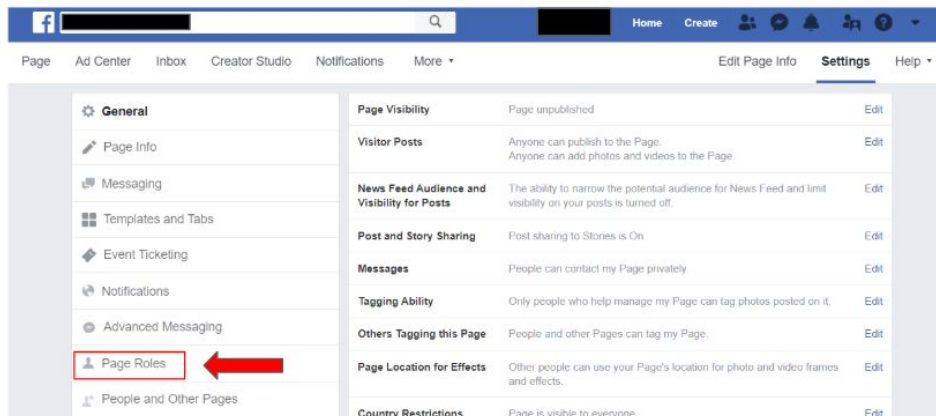 f
Home Create
Page Ad Center Inbox Creator Studio Notifications More Edit Page Info Settings Help
General
Page Info
Messaging
Templates and Tabs
Event Ticketing
Notifications
Advanced Messaging
Page Roles
People and Other Pages
Page Visibility Page unpublished Edit
Visitor Posts Anyone can publish to the Page. Edit
Anyone can add photos and videos to the Page.
News Feed Audience and The ability to narrow the potential audience for News Feed and limit Edit
Visibility for Posts visibility on your posts is turned off.
Post and Story Sharing Post sharing to Stories is On Edit
Messages People can contact my Page privately. Edit
Tagging Ability Only people who help manage my Page can tag photos posted on it. Edit
Others Tagging this Page People and other Pages can tag my Page. Edit
Page Location for Effects Other people can use your Page's location for photo and video frames Edit
and effects.
Country Restrictions Page is visible to everyone. Edit